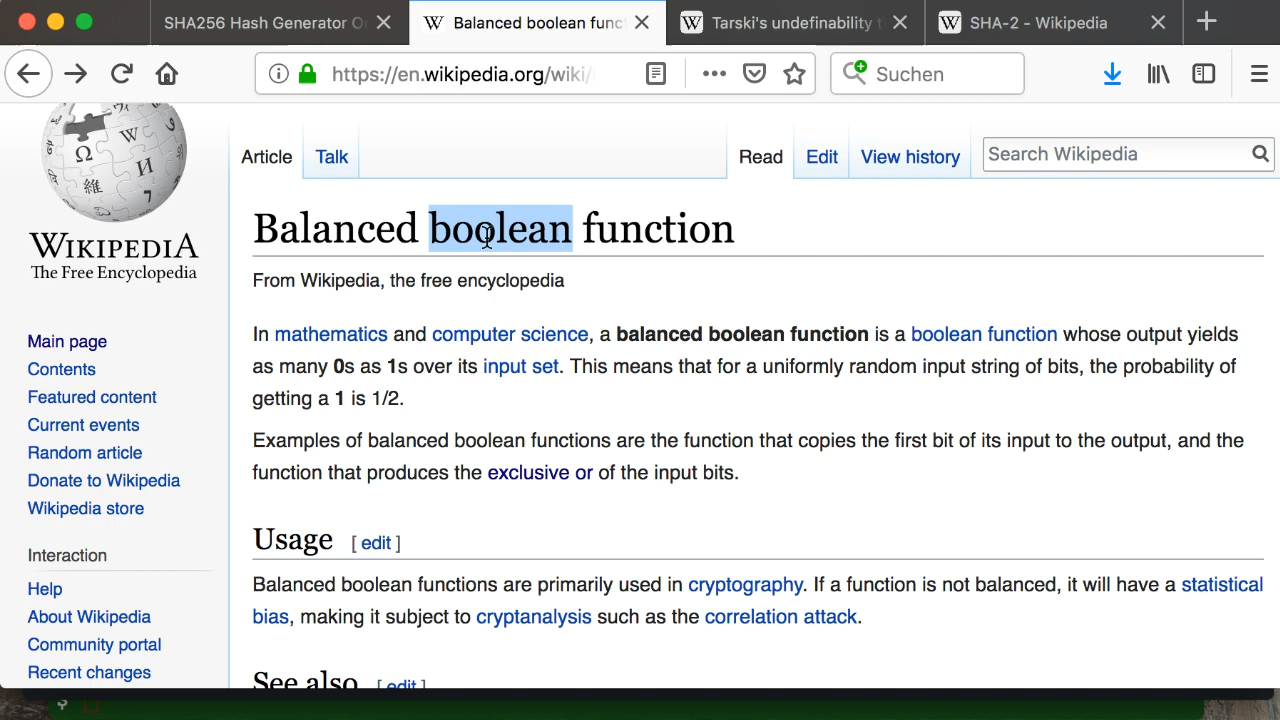 SHA256 Hash Generator O
Balanced boolean func
Tarski's undefinability t
SHA-2 - Wikipedia
https://en.wikipedia.org/wiki/
Suchen
Article
Talk
Read
Edit
View history
Search Wikipedia
WIKIPEDIA
The Free Encyclopedia
Main page
Contents
Featured content
Current events
Random article
Donate to Wikipedia
Wikipedia store
Interaction
Help
About Wikipedia
Community portal
Recent changes
Balanced boolean function
From Wikipedia, the free encyclopedia
In mathematics and computer science, a balanced boolean function is a boolean function whose output yields
as many 0s as 1s over its input set. This means that for a uniformly random input string of bits, the probability of
getting a 1 is 1/2.
Examples of balanced boolean functions are the function that copies the first bit of its input to the output, and the
function that produces the exclusive or of the input bits.
Usage [ edit ]
Balanced boolean functions are primarily used in cryptography. If a function is not balanced, it will have a statistical
bias, making it subject to cryptanalysis such as the correlation attack.
See also [ edit ]
$